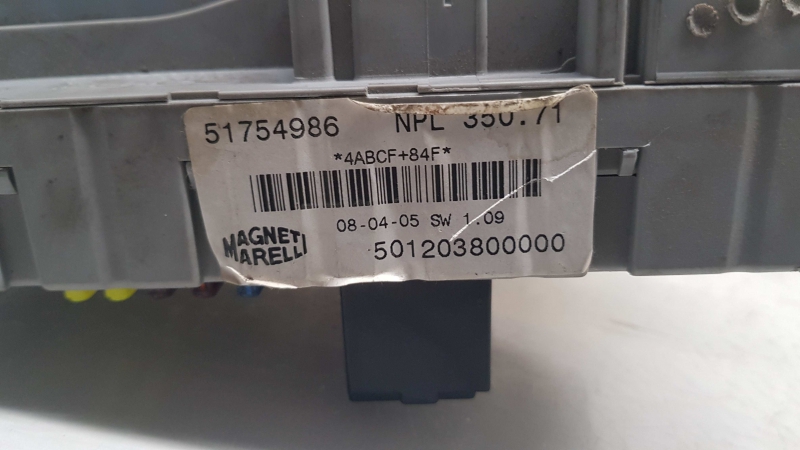 51754986 NPL 350.71
*4ABCF+84F*
08-04-05 SW 1.09
MAGNETI
MARELLI
501203800000